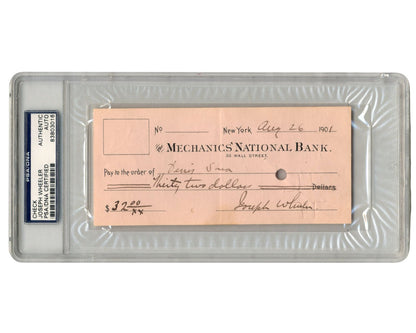 PSA/DNA
CHECK
JOSEPH WHEELER
PSA/DNA CERTIFIED
AUTHENTIC
AUTO
83803016
No New York Aug 26 1901
THE MECHANICS' NATIONAL BANK.
33 WALL STREET.
Pay to the order of
Thirty two dollars Dollars
$32.00/xx Joseph Wheeler